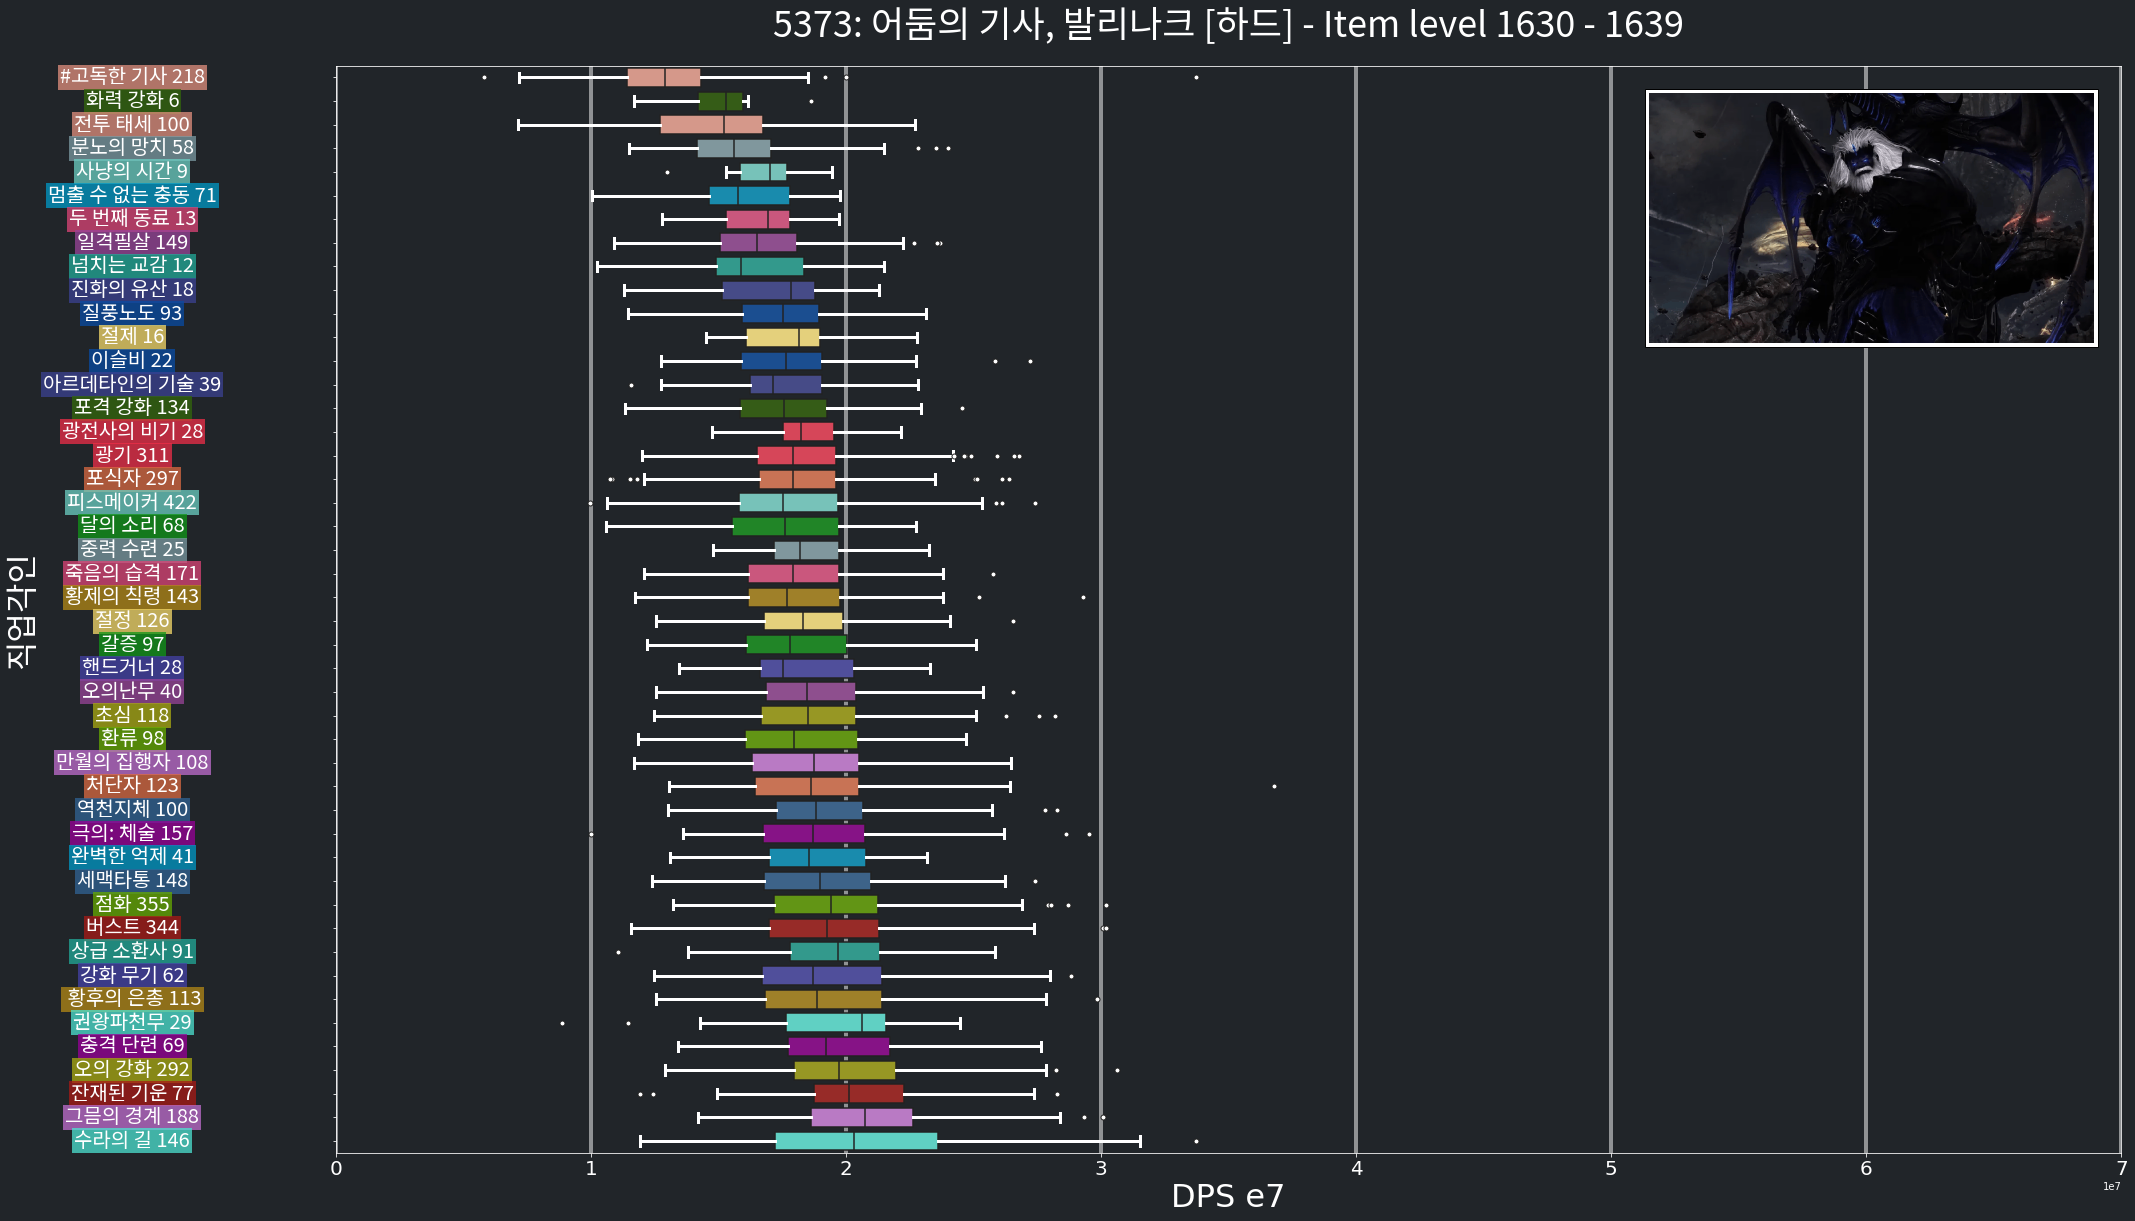 5373: 어둠의 기사, 발리나크 [하드] - Item level 1630 - 1639
직업각인
#고독한 기사 218
화력 강화 6
전투 태세 100
분노의 망치 58
사냥의 시간 9
멈출 수 없는 충동 71
두 번째 동료 13
일격필살 149
넘치는 교감 12
진화의 유산 18
질풍노도 93
절제 16
이슬비 22
아르데타인의 기술 39
포격 강화 134
광전사의 비기 28
광기 311
포식자 297
피스메이커 422
달의 소리 68
중력 수련 25
죽음의 습격 171
황제의 칙령 143
절정 126
갈증 97
핸드거너 28
오의난무 40
초심 118
환류 98
만월의 집행자 108
처단자 123
역천지체 100
극의: 체술 157
완벽한 억제 41
세맥타통 148
점화 355
버스트 344
상급 소환사 91
강화 무기 62
황후의 은총 113
권왕파천무 29
충격 단련 69
오의 강화 292
잔재된 기운 77
그믐의 경계 188
수라의 길 146
0 1 2 3 4 5 6 7
1e7
DPS e7